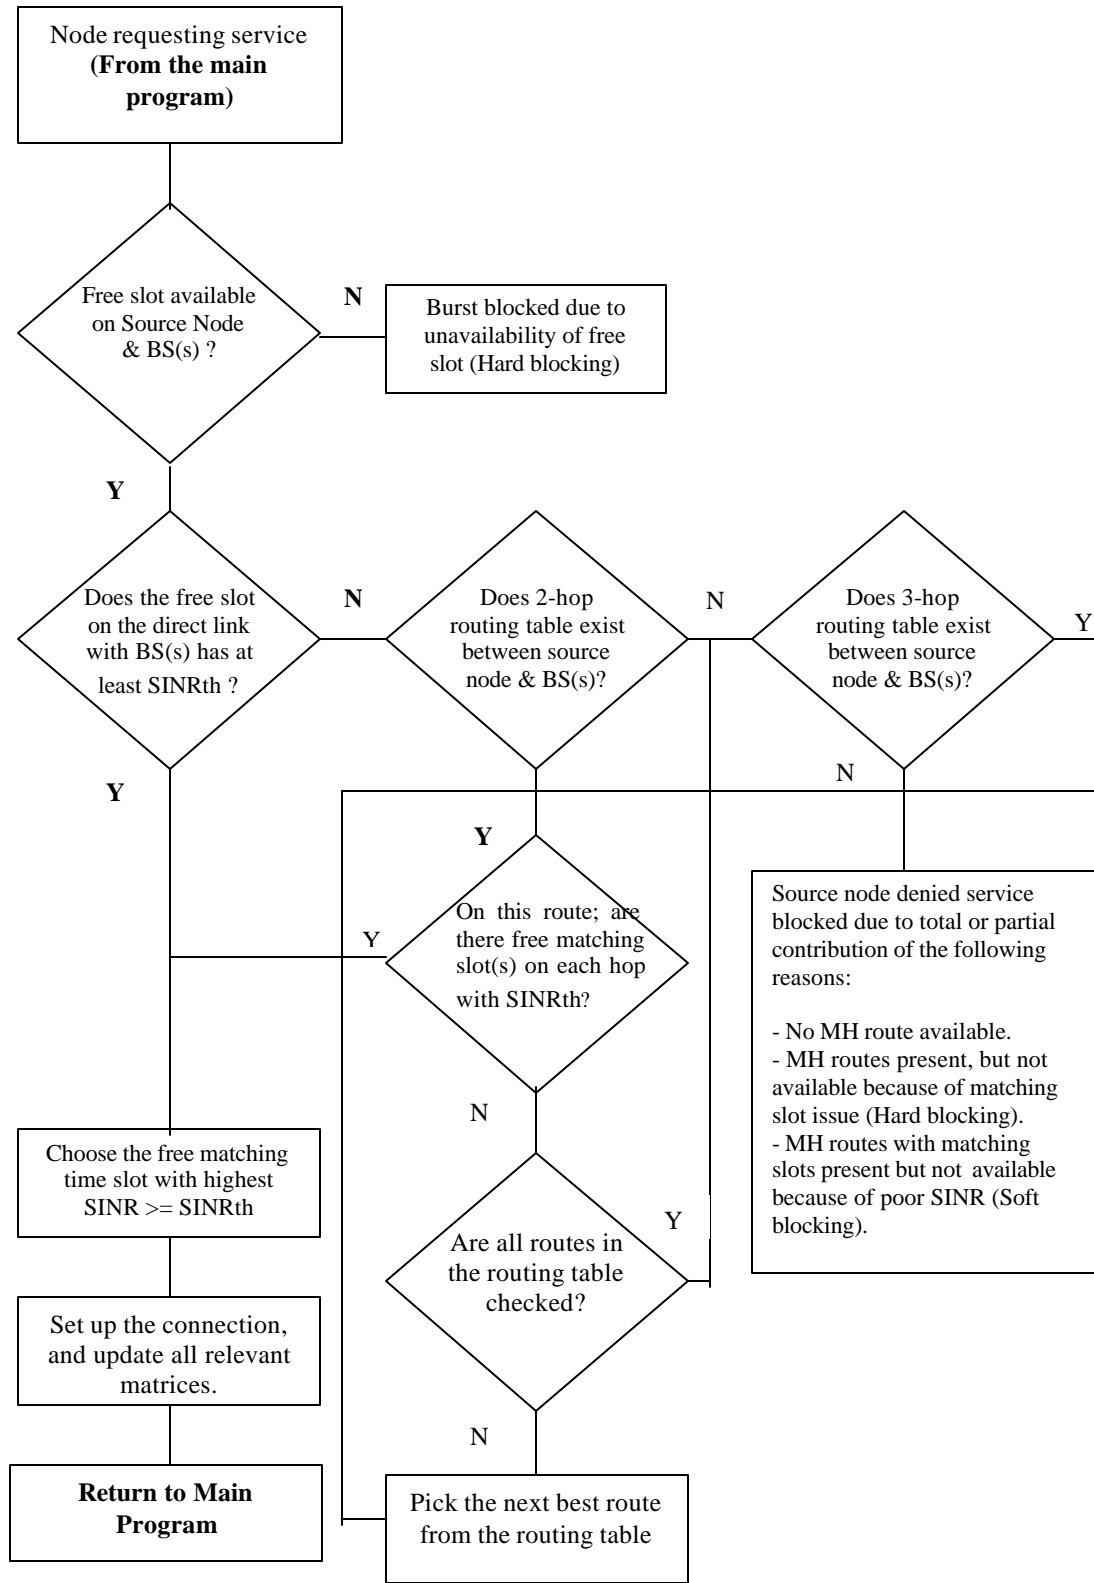 Node requesting service
(From the main
program)
Free slot available
on Source Node
& BS(s) ?
N
Burst blocked due to
unavailability of free
slot (Hard blocking)
Y
Does the free slot
on the direct link
with BS(s) has at
least SINRth ?
N
Does 2-hop
routing table exist
between source
node & BS(s)?
N
Does 3-hop
routing table exist
between source
node & BS(s)?
Y
Y
N
Y
On this route; are
there free matching
slot(s) on each hop
with SINRth?
Y
Source node denied service
blocked due to total or partial
contribution of the following
reasons:
- No MH route available.
- MH routes present, but not
available because of matching
slot issue (Hard blocking).
- MH routes with matching
slots present but not available
because of poor SINR (Soft
blocking).
N
Choose the free matching
time slot with highest
SINR >= SINRth
Are all routes in
the routing table
checked?
Y
Set up the connection,
and update all relevant
matrices.
N
Return to Main
Program
Pick the next best route
from the routing table